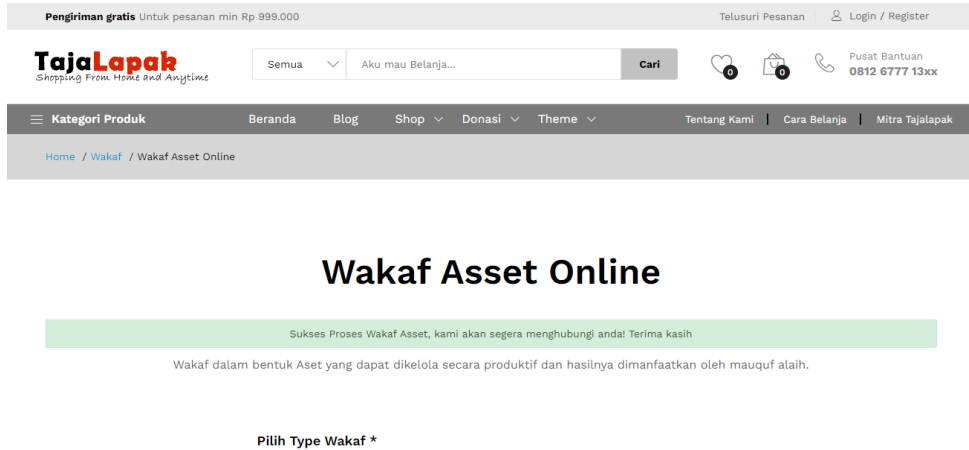 Pengiriman gratis Untuk pesanan min Rp 999.000
Telusuri Pesanan
Login / Register
TajaLapak
Shopping From Home and Anytime
Semua
Aku mau Belanja...
Cari
0
0
Pusat Bantuan
0812 6777 13xx
Kategori Produk
Beranda
Blog
Shop
Donasi
Theme
Tentang Kami
Cara Belanja
Mitra Tajalapak
Home / Wakaf / Wakaf Asset Online
Wakaf Asset Online
Sukses Proses Wakaf Asset, kami akan segera menghubungi anda! Terima kasih
Wakaf dalam bentuk Aset yang dapat dikelola secara produktif dan hasilnya dimanfaatkan oleh mauquf alaih.
Pilih Type Wakaf *